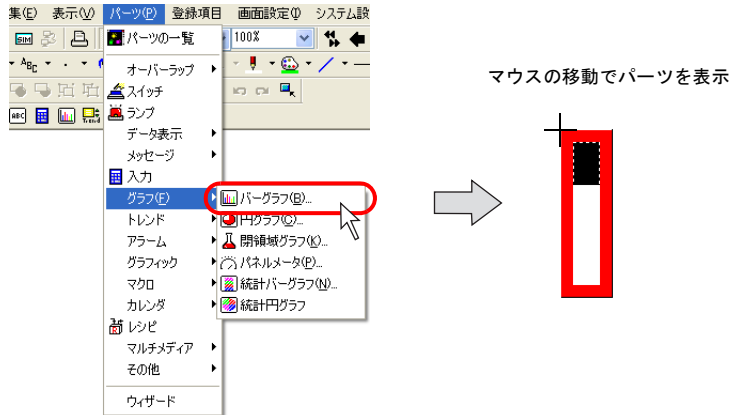 集(E) 表示(V) パーツ(P) 登録項目 画面設定(I) システム設
SIM
100%
パーツの一覧
ABC
オーバーラップ
スイッチ
ABC
Trend
ランプ
データ表示
メッセージ
入力
グラフ(F)
トレンド
アラーム
グラフィック
マクロ
カレンダ
レシピ
マルチメディア
その他
ウィザード
バーグラフ(B)...
円グラフ(C)...
閉領域グラフ(K)...
パネルメータ(P)...
統計バーグラフ(N)...
統計円グラフ
マウスの移動でパーツを表示